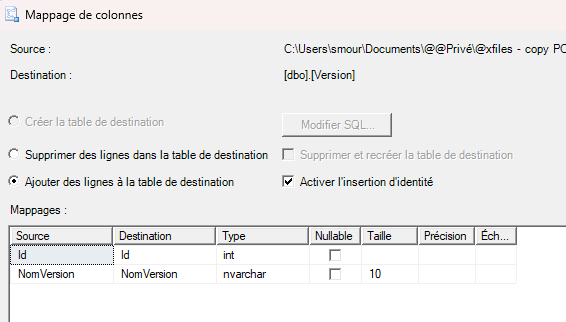 Mappage de colonnes
Source : C:\Users\smour\Documents\@@Privé\@xfiles - copy PC
Destination : [dbo].[Version]
Créer la table de destination Modifier SQL...
Supprimer des lignes dans la table de destination Supprimer et recréer la table de destination
Ajouter des lignes à la table de destination Activer l'insertion d'identité
Mappages :
Source Destination Type Nullable Taille Précision Éch...
Id Id int
NomVersion NomVersion nvarchar 10